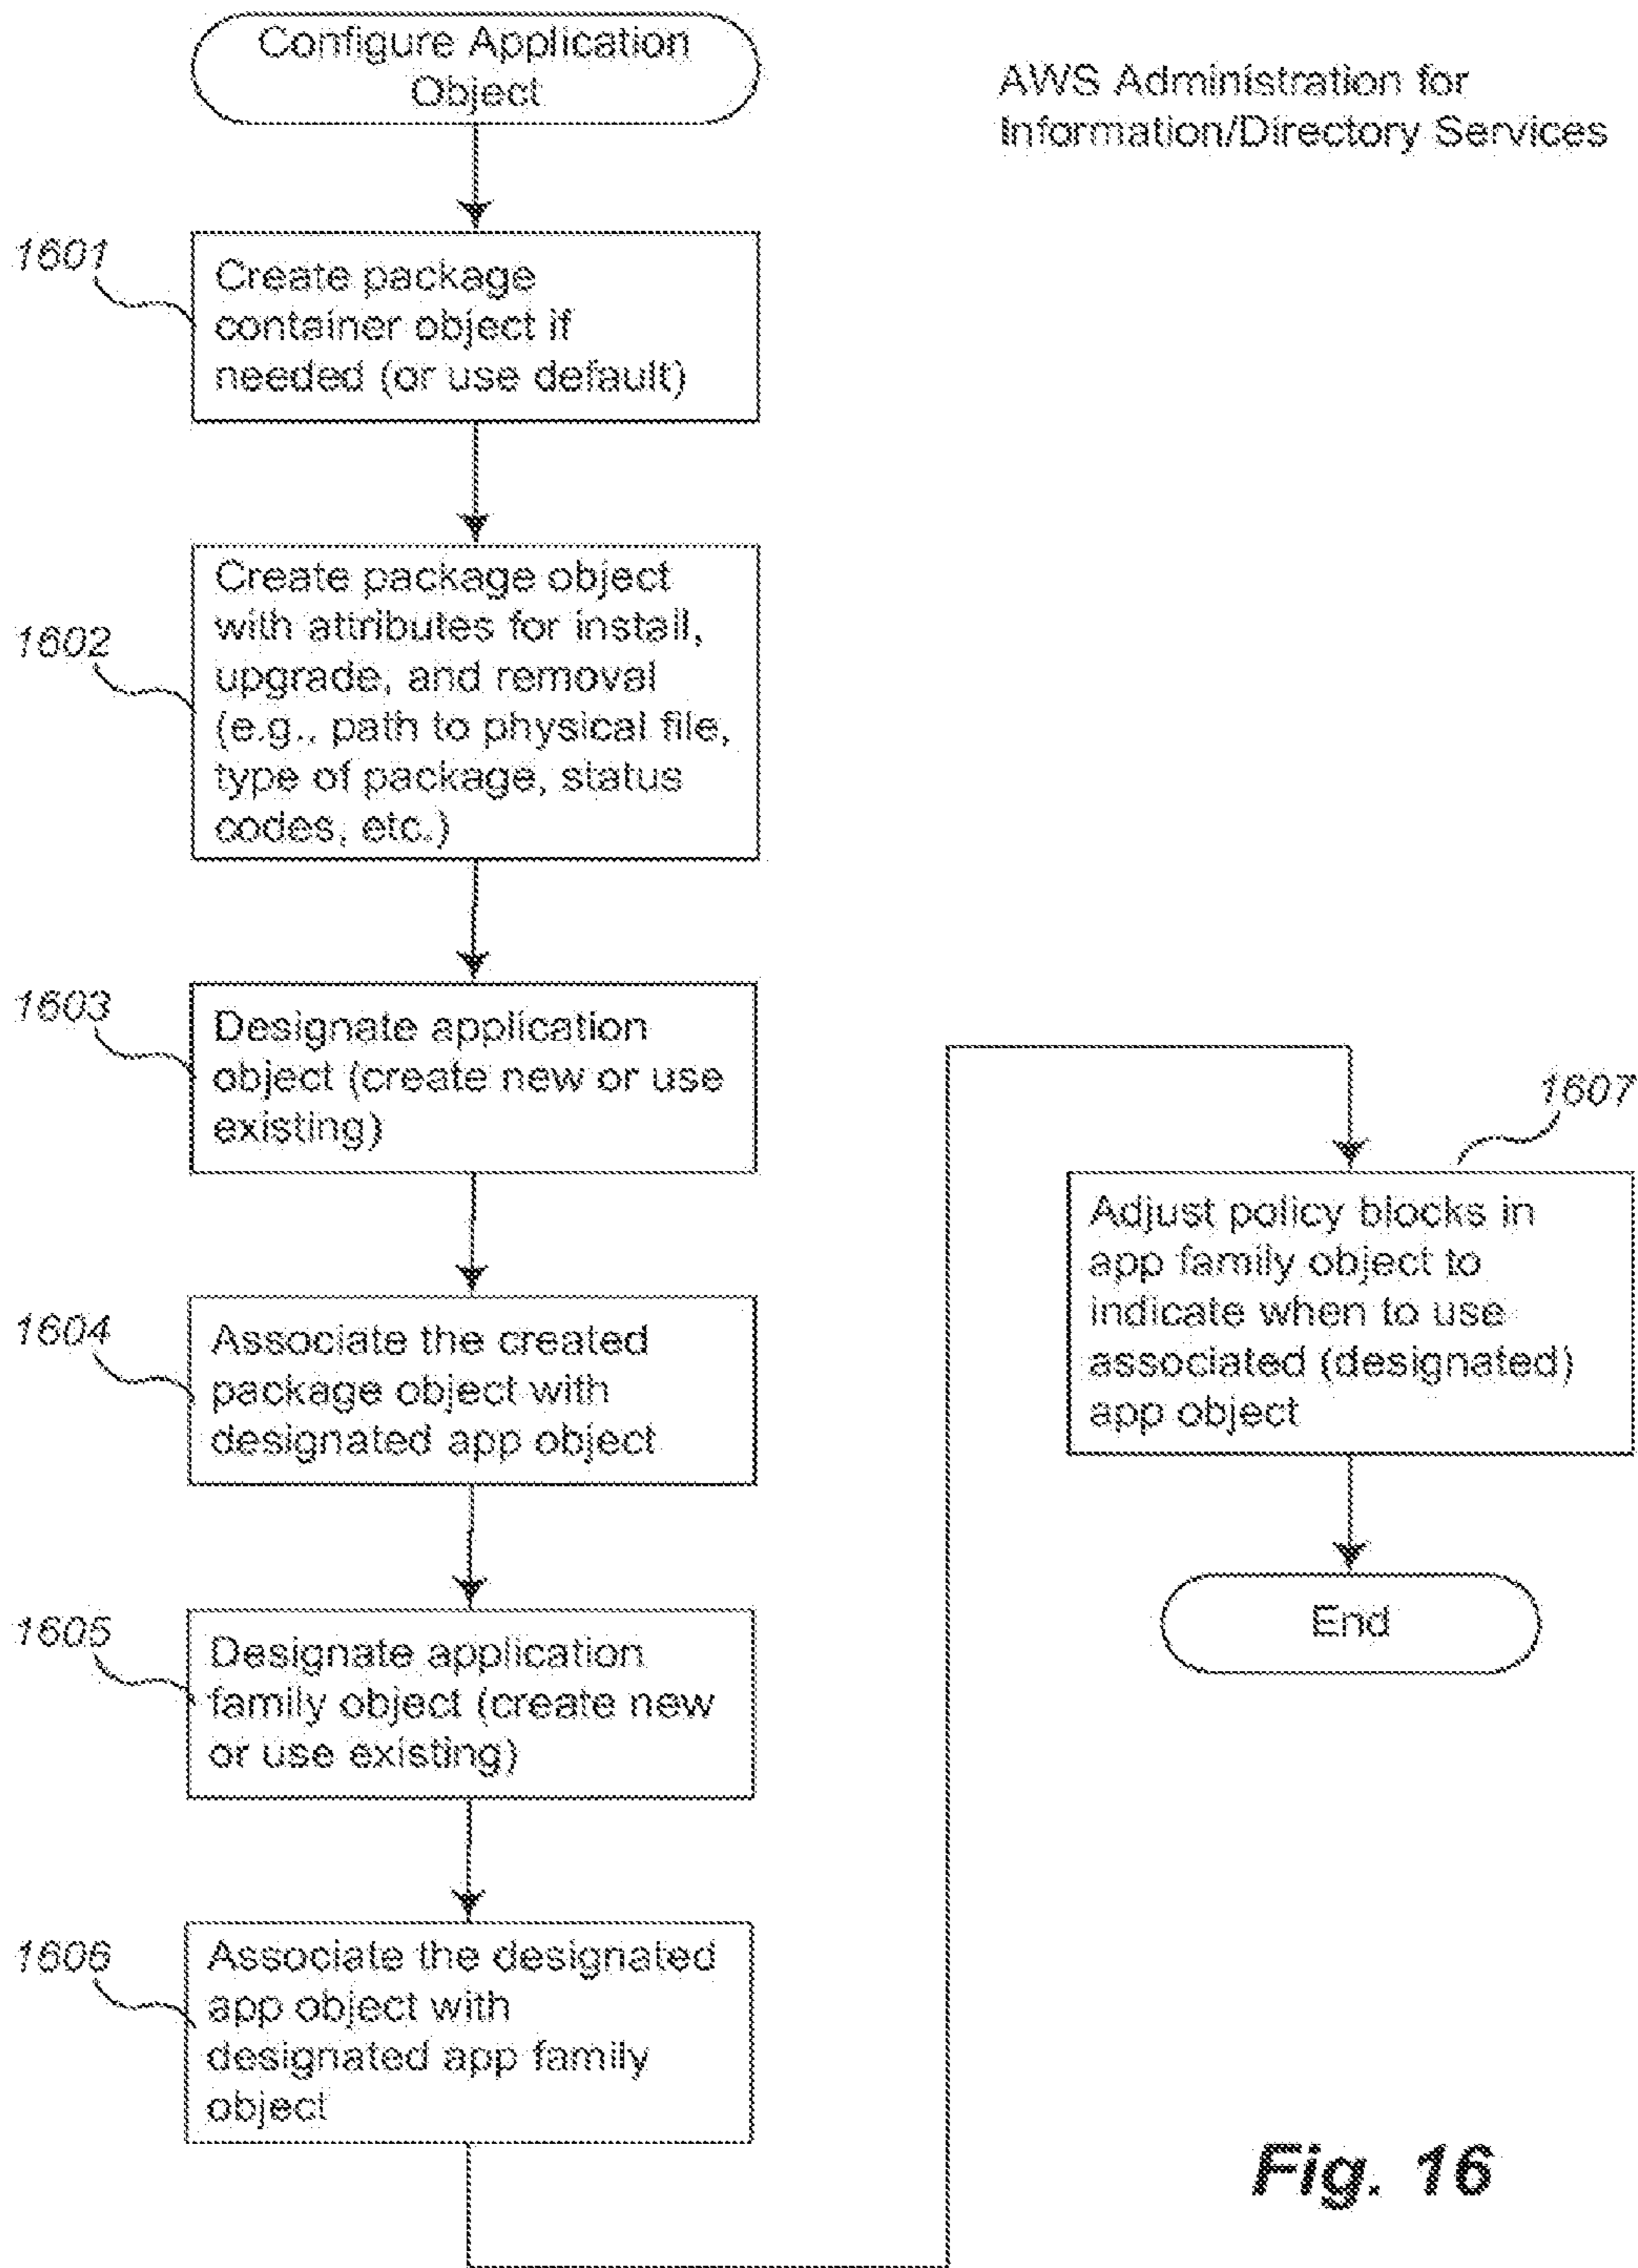 Configure Application
Object
AWS Administration for
Information/Directory Services
1601
Create package
container object if
needed (or use default)
1602
Create package object
with attributes for install,
upgrade, and removal
(e.g., path to physical file,
type of package, status
codes, etc.)
1603
Designate application
object (create new or use
existing)
1604
Associate the created
package object with
designated app object
1605
Designate application
family object (create new
or use existing)
1606
Associate the designated
app object with
designated app family
object
1607
Adjust policy blocks in
app family object to
indicate when to use
associated (designated)
app object
End
Fig. 16